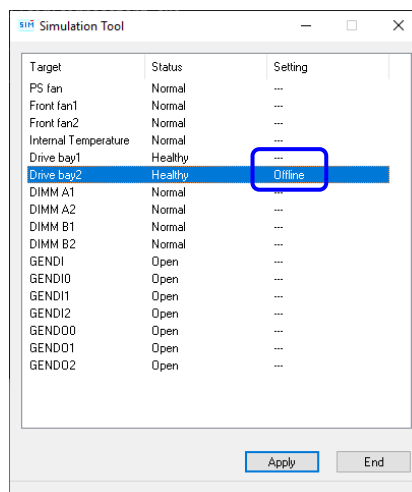 SIM Simulation Tool
Target Status Setting
PS fan Normal ---
Front fan1 Normal ---
Front fan2 Normal ---
Internal Temperature Normal ---
Drive bay1 Healthy ---
Drive bay2 Healthy Offline
DIMM A1 Normal ---
DIMM A2 Normal ---
DIMM B1 Normal ---
DIMM B2 Normal ---
GENDI Open ---
GENDI0 Open ---
GENDI1 Open ---
GENDI2 Open ---
GENDO0 Open ---
GENDO1 Open ---
GENDO2 Open ---
Apply End